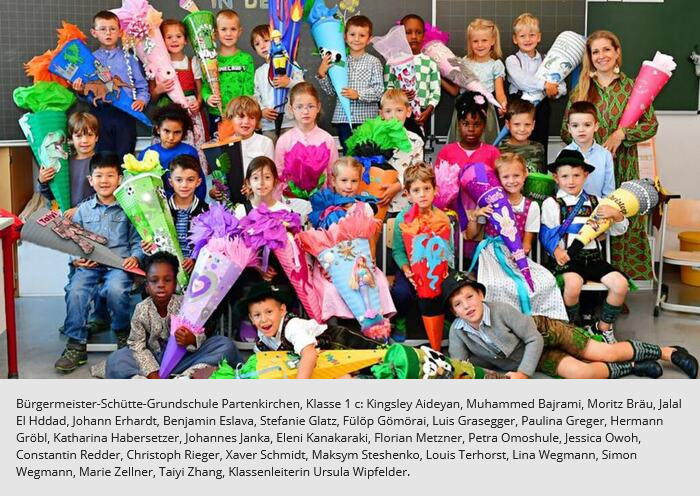 IN DE
Bürgermeister-Schütte-Grundschule Partenkirchen, Klasse 1 c: Kingsley Aideyan, Muhammed Bajrami, Moritz Bräu, Jalal
El Hddad, Johann Erhardt, Benjamin Eslava, Stefanie Glatz, Fülöp Gömörai, Luis Grasegger, Paulina Greger, Hermann
Gröbl, Katharina Habersetzer, Johannes Janka, Eleni Kanakaraki, Florian Metzner, Petra Omoshule, Jessica Owoh,
Constantin Redder, Christoph Rieger, Xaver Schmidt, Maksym Steshenko, Louis Terhorst, Lina Wegmann, Simon
Wegmann, Marie Zellner, Taiyi Zhang, Klassenleiterin Ursula Wipfelder.